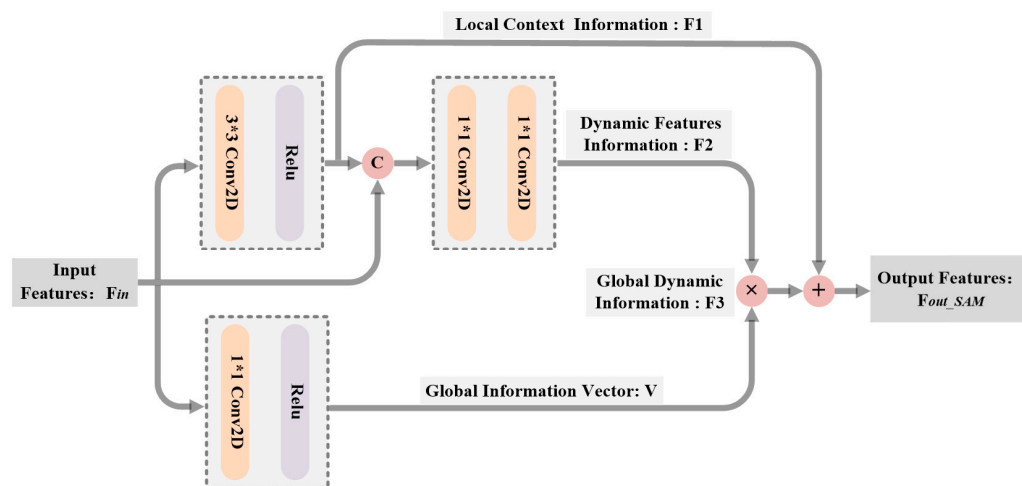 Local Context Information : F1
3*3 Conv2D
Relu
C
1*1 Conv2D
1*1 Conv2D
Dynamic Features
Information : F2
Input
Features: Fin
Global Dynamic
Information : F3
×
+
Output Features:
Fout_SAM
1*1 Conv2D
Relu
Global Information Vector: V